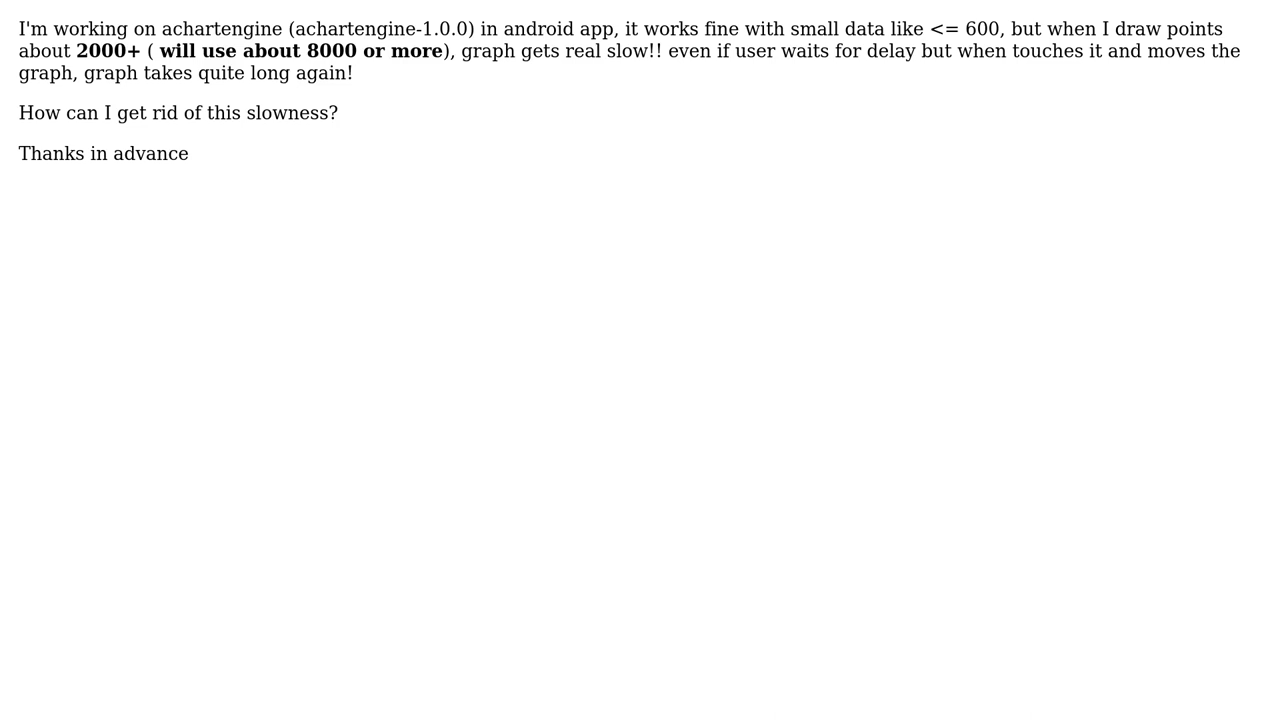 I'm working on achartengine (achartengine-1.0.0) in android app, it works fine with small data like <= 600, but when I draw points
about 2000+ ( will use about 8000 or more), graph gets real slow!! even if user waits for delay but when touches it and moves the
graph, graph takes quite long again!
How can I get rid of this slowness?
Thanks in advance